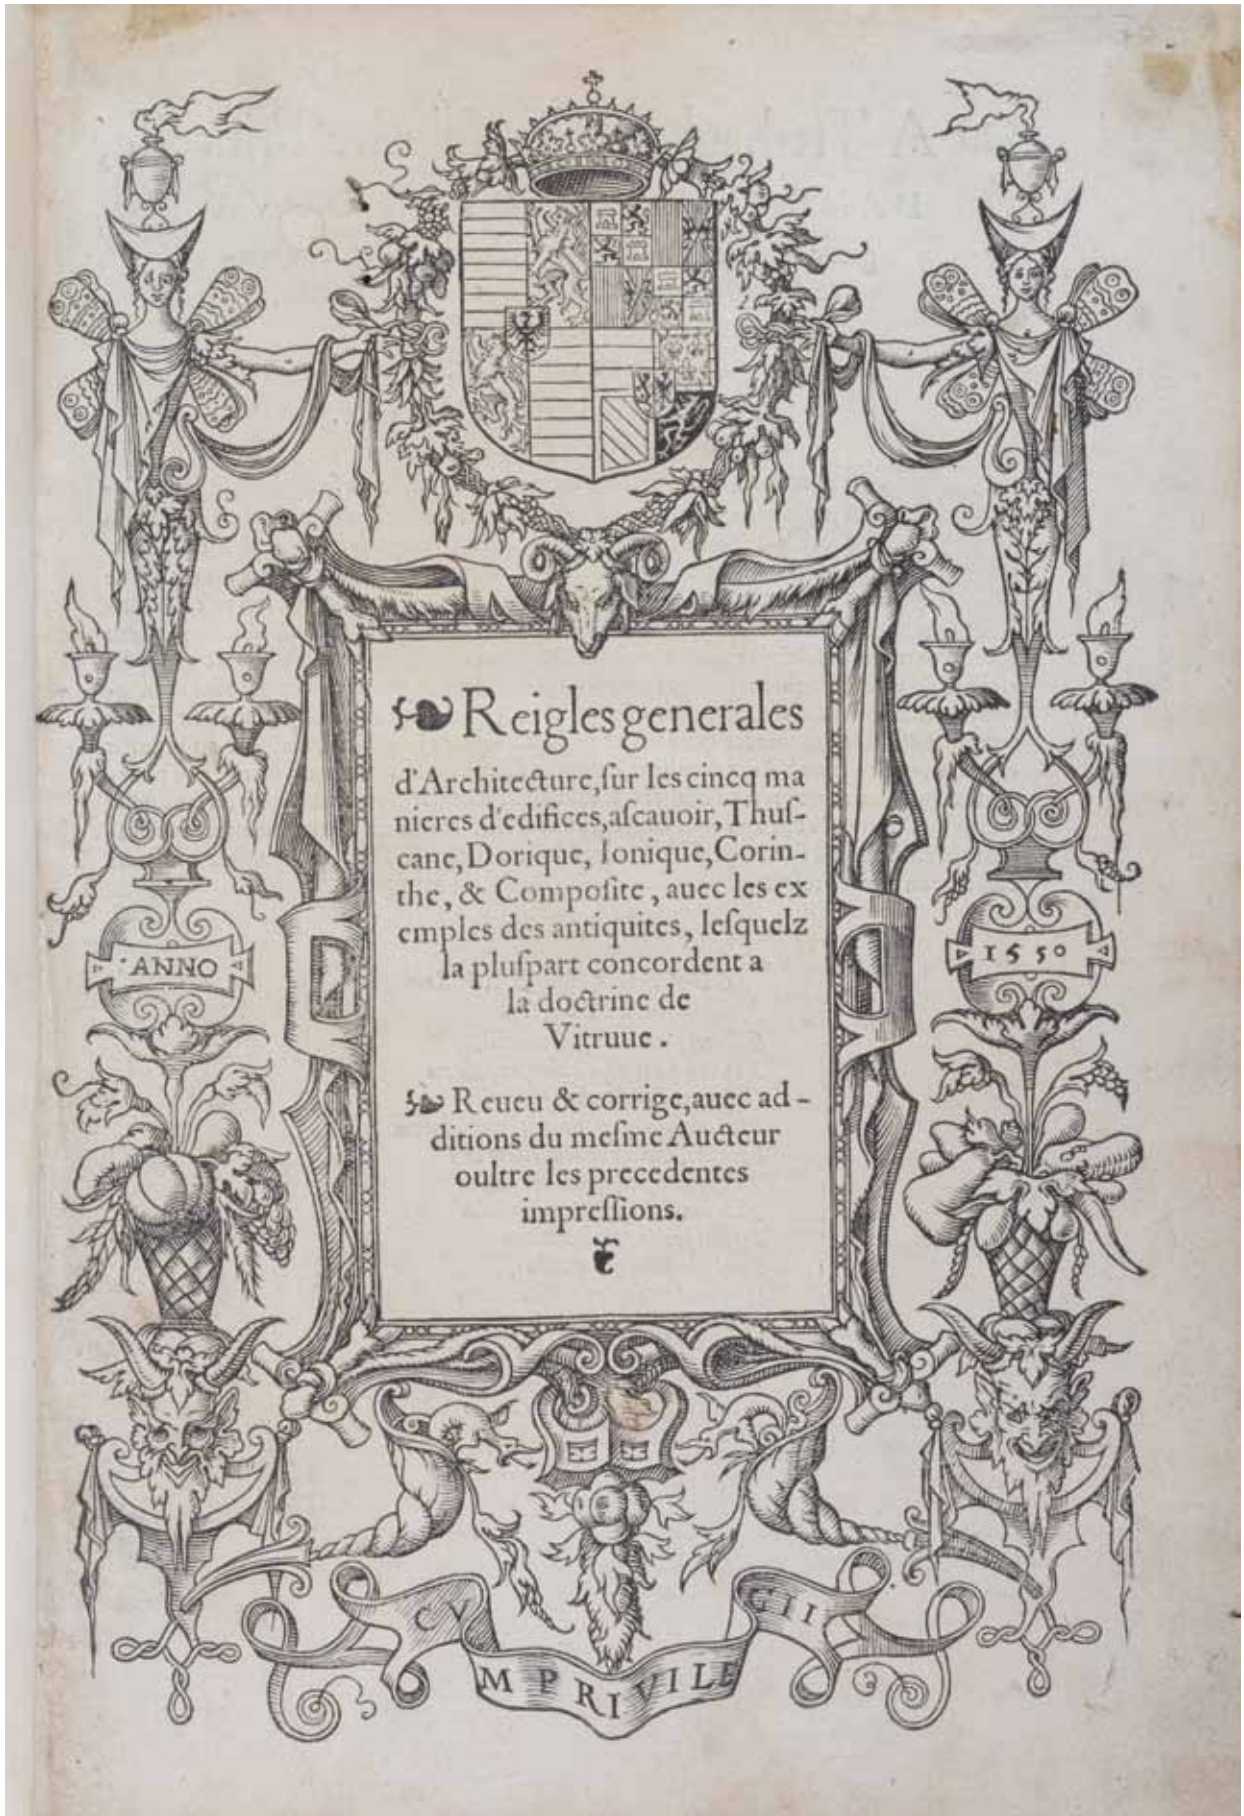 Reigles generales
d'Architecture, ſur les cincq ma
nieres d'edifices, aſcauoir, Thuſ-
cane, Dorique, Ionique, Corin-
the, & Compoſite, auec les ex
emples des antiquites, leſquelz
la pluſpart concordent a
la doctrine de
Vitruue.
ANNO
1550
Reueu & corrige, auec ad-
ditions du meſme Aucteur
oultre les precedentes
impreſſions.
CVM PRIVILEGII